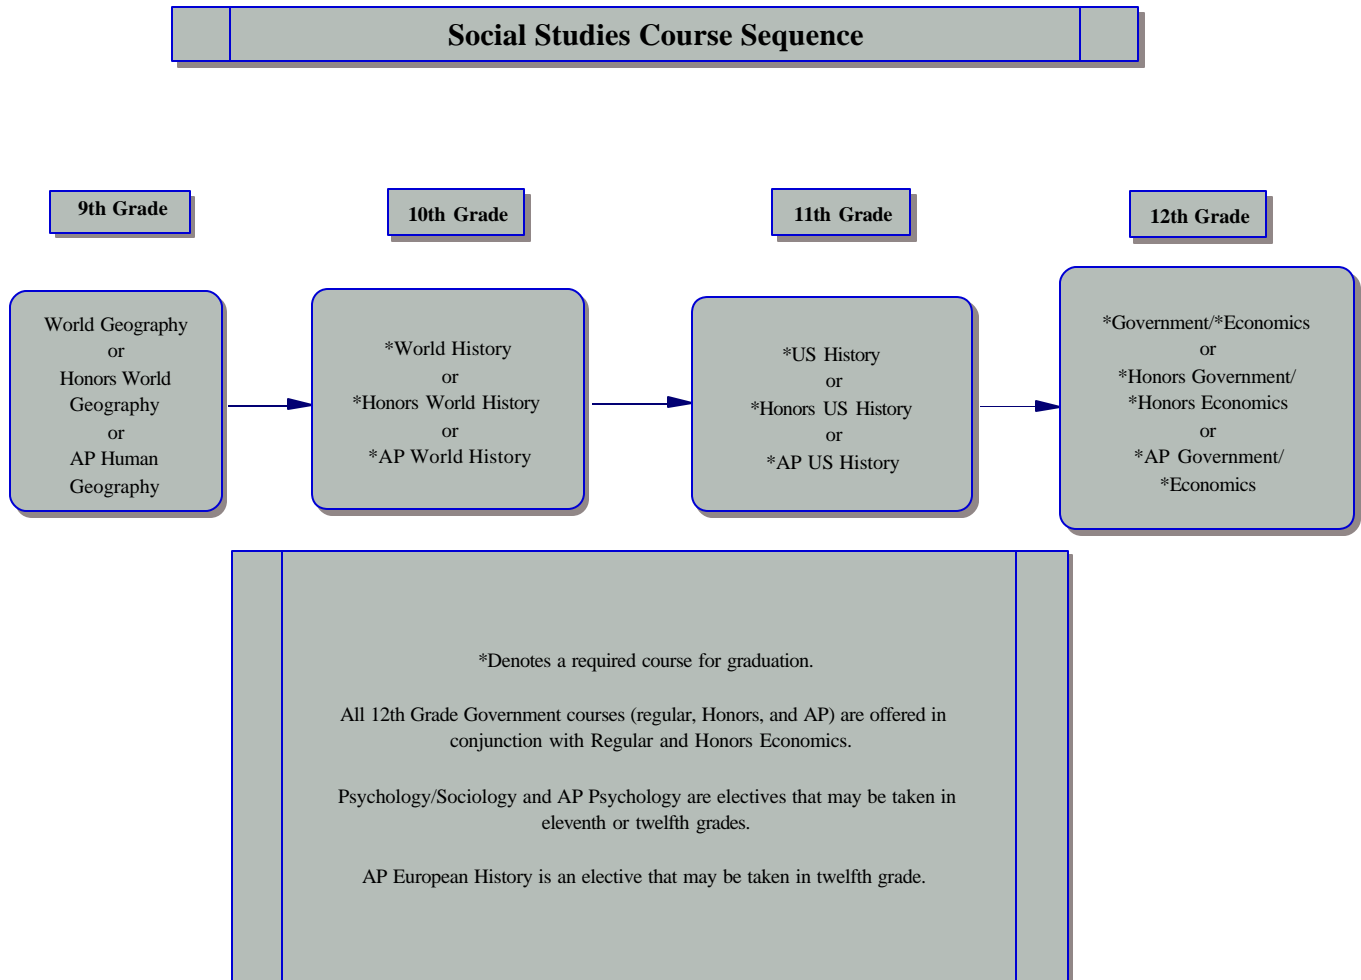 Social Studies Course Sequence
9th Grade
10th Grade
11th Grade
12th Grade
World Geography
or
Honors World
Geography
or
AP Human
Geography
*World History
or
*Honors World History
or
*AP World History
*US History
or
*Honors US History
or
*AP US History
*Government/*Economics
or
*Honors Government/
*Honors Economics
or
*AP Government/
*Economics
*Denotes a required course for graduation.
All 12th Grade Government courses (regular, Honors, and AP) are offered in
conjunction with Regular and Honors Economics.
Psychology/Sociology and AP Psychology are electives that may be taken in
eleventh or twelfth grades.
AP European History is an elective that may be taken in twelfth grade.